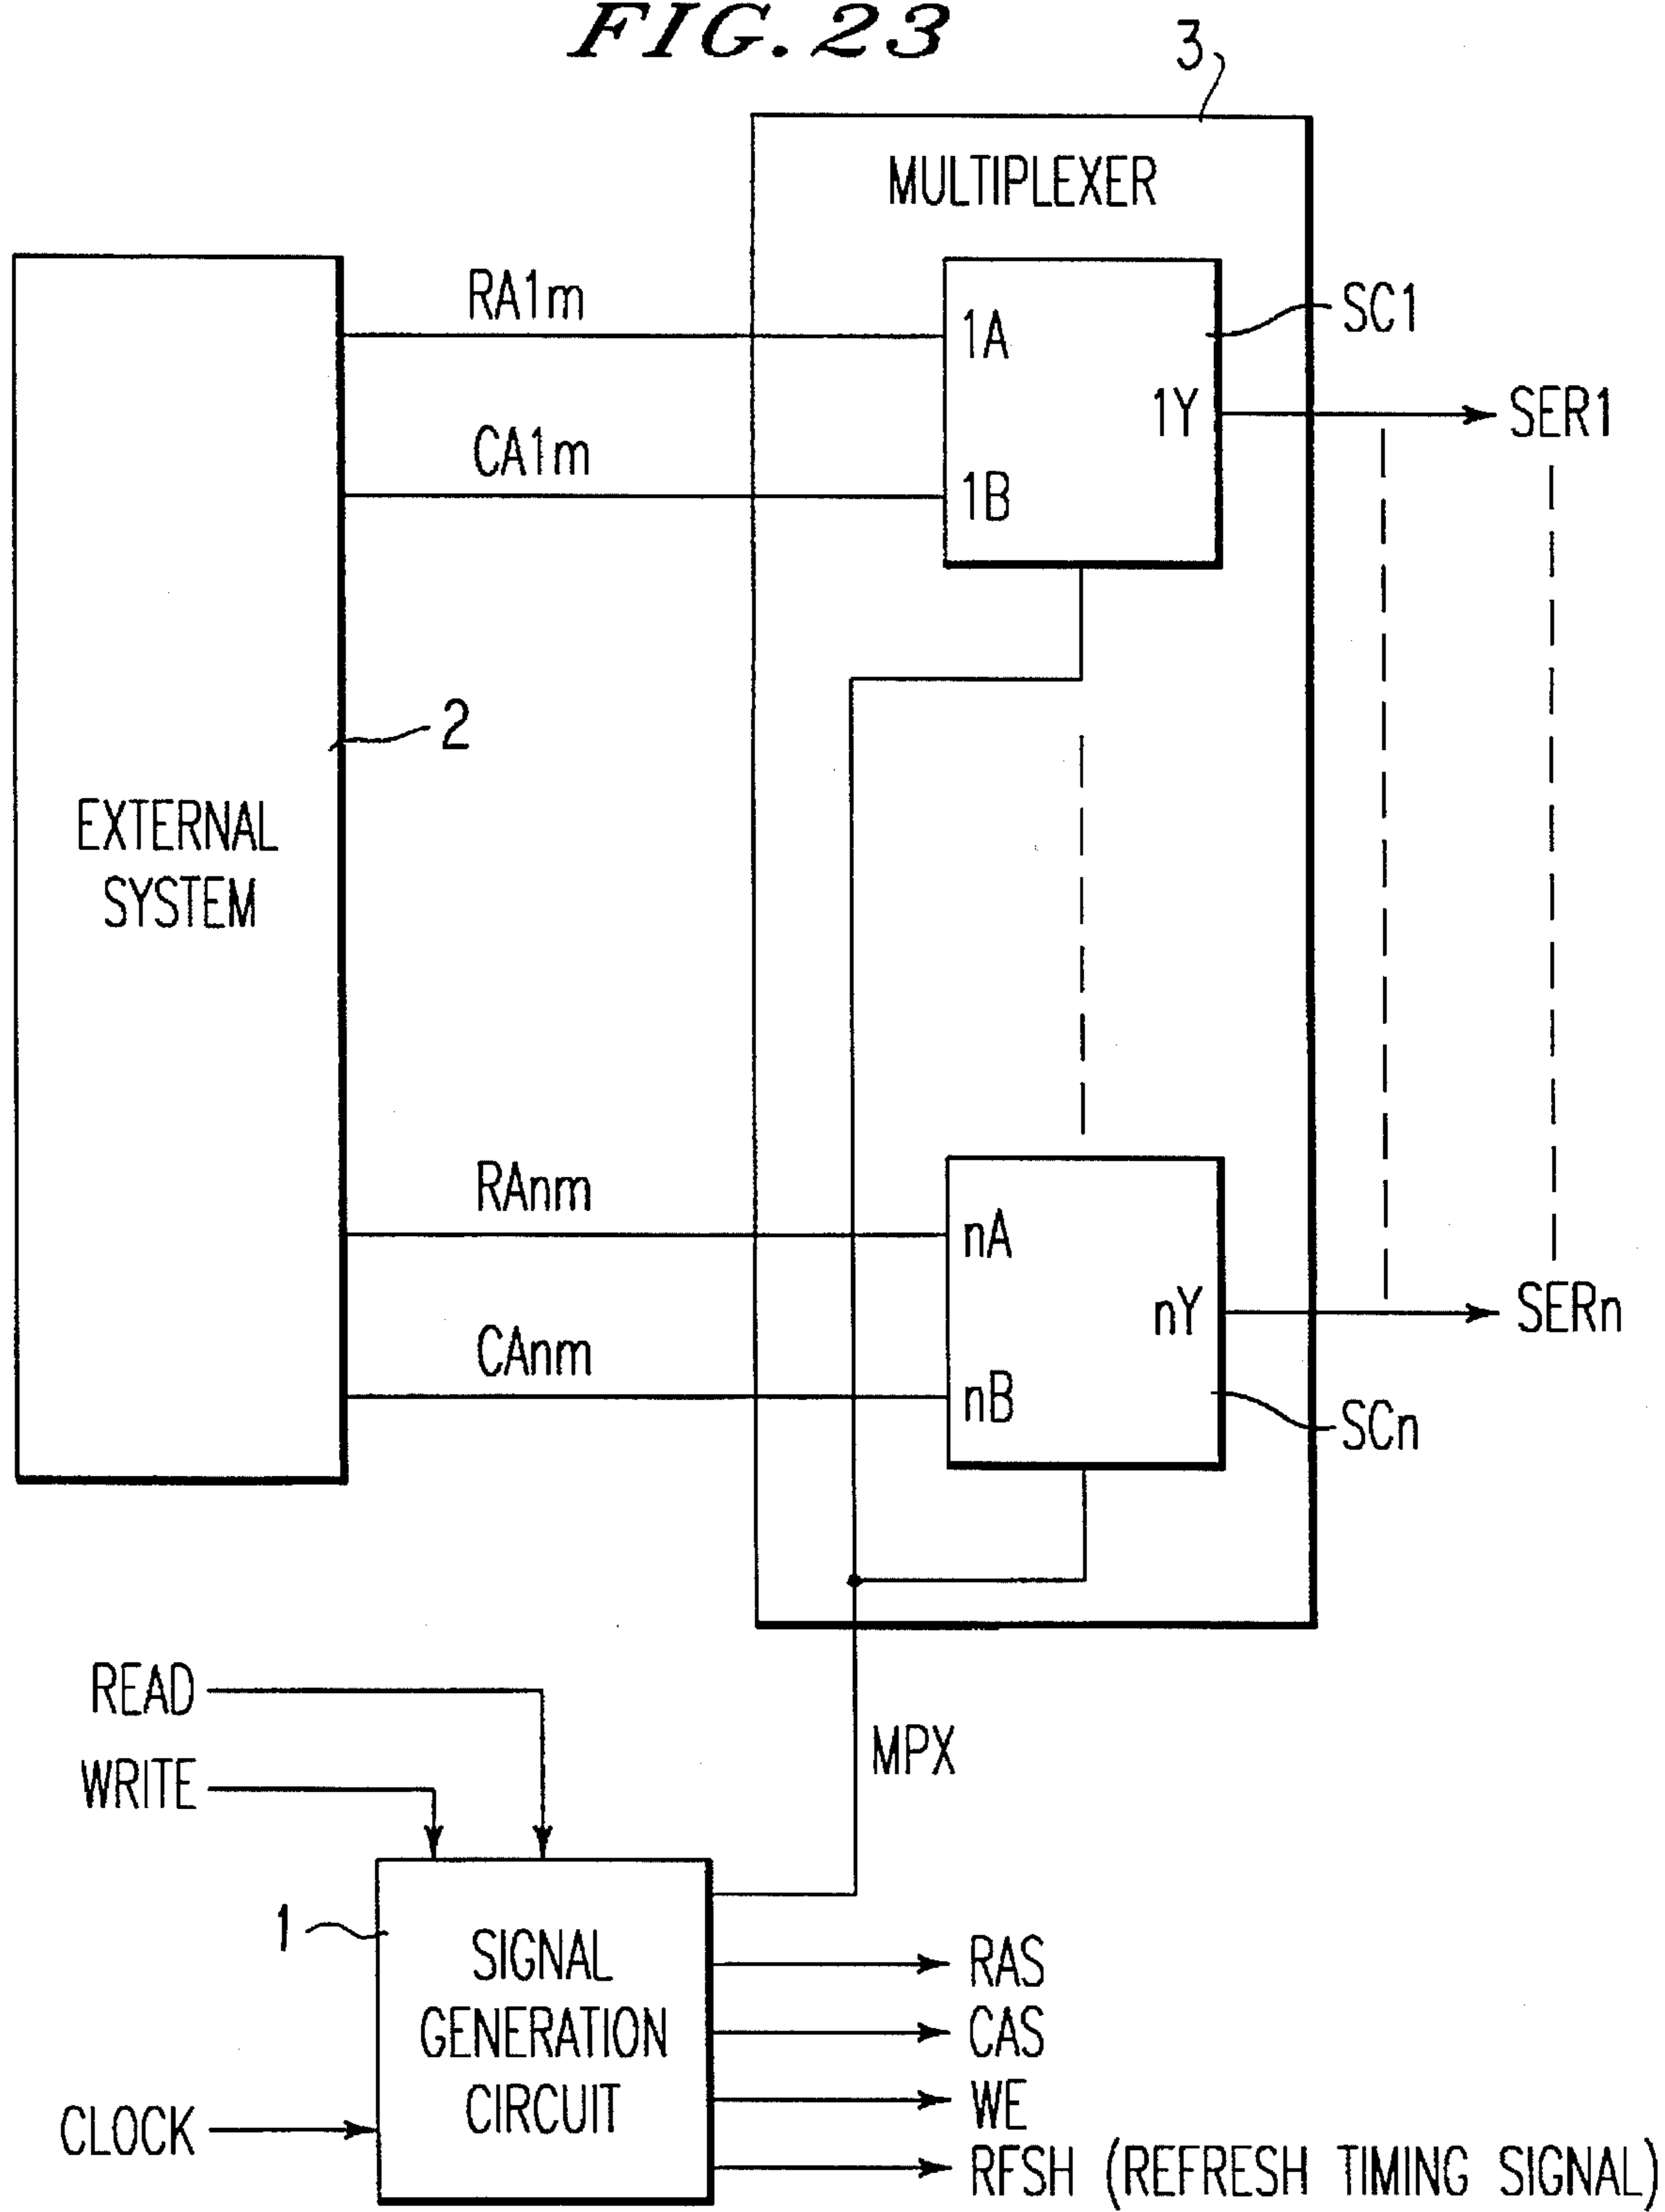 FIG. 23
3
MULTIPLEXER
RA1m
1A
SC1
1Y
SER1
CA1m
1B
2
EXTERNAL
SYSTEM
RAnm
nA
nY
SERn
CAnm
nB
SCn
READ
WRITE
MPX
1
SIGNAL
GENERATION
CIRCUIT
CLOCK
RAS
CAS
WE
RFSH (REFRESH TIMING SIGNAL)